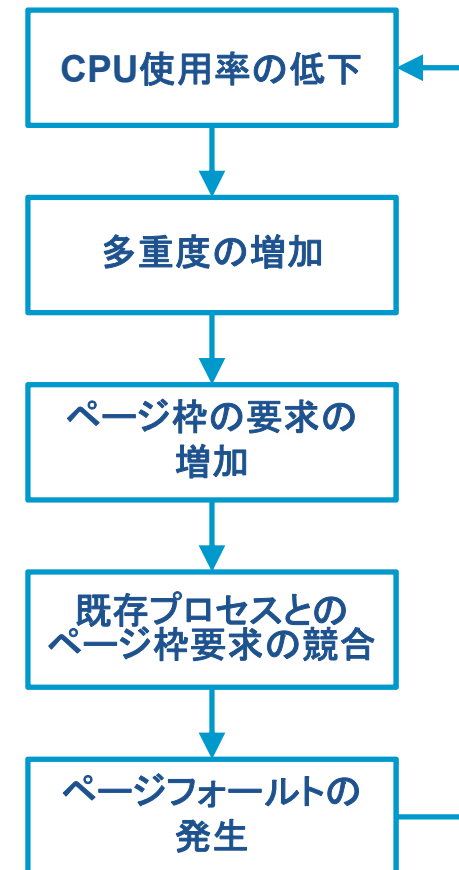 CPU使用率の低下
多重度の増加
ページ枠の要求の
増加
既存プロセスとの
ページ枠要求の競合
ページフォールトの
発生